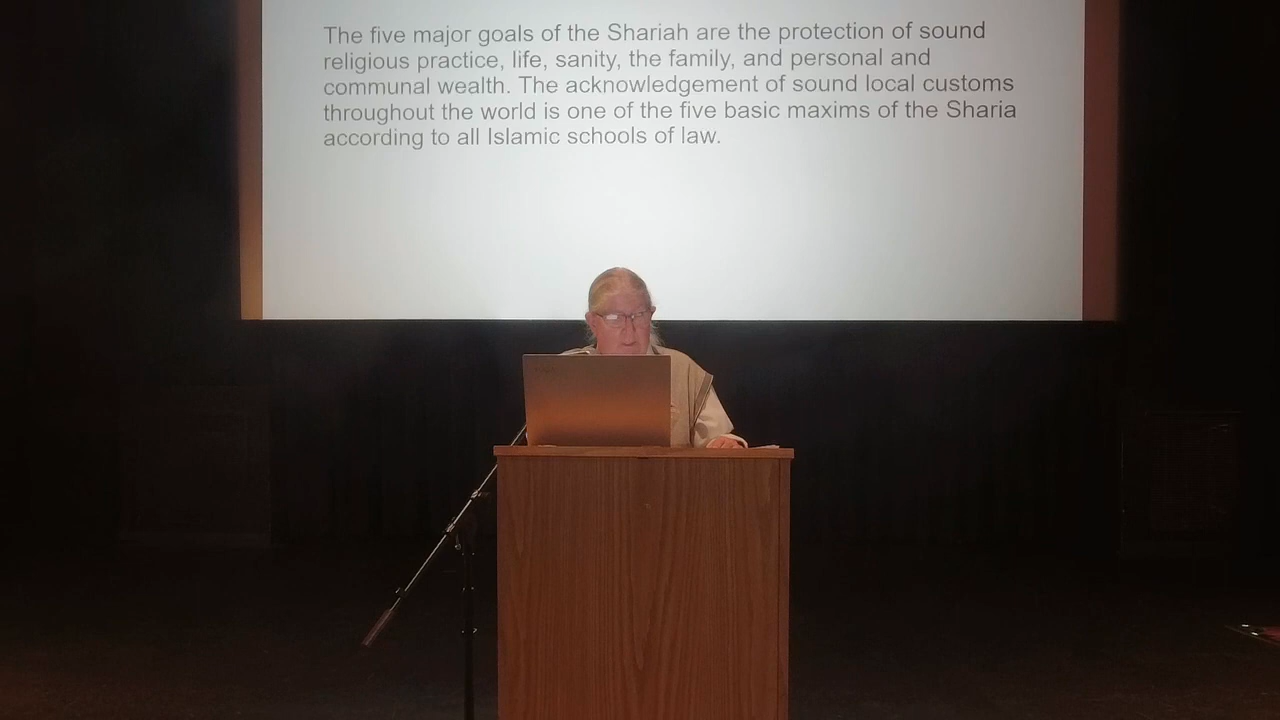 The five major goals of the Shariah are the protection of sound
religious practice, life, sanity, the family, and personal and
communal wealth. The acknowledgement of sound local customs
throughout the world is one of the five basic maxims of the Sharia
according to all Islamic schools of law.